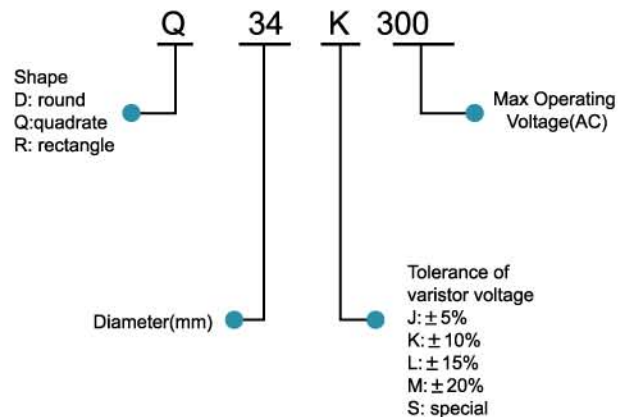 Q 34 K 300
Shape
D: round
Q:quadrate
R: rectangle
Max Operating
Voltage(AC)
Diameter(mm)
Tolerance of
varistor voltage
J:±5%
K:±10%
L:±15%
M:±20%
S: special